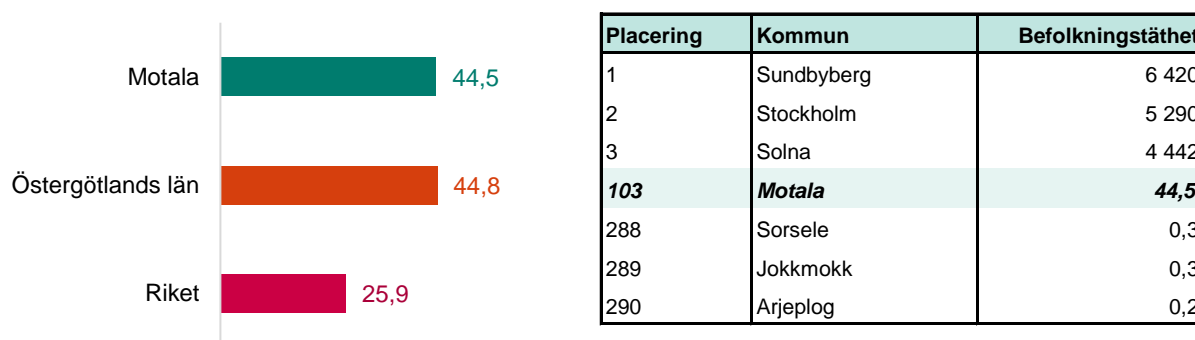 Motala 44,5
Östergötlands län 44,8
Riket 25,9
Placering Kommun Befolkningstäthet
1 Sundbyberg 6 420
2 Stockholm 5 290
3 Solna 4 442
103 Motala 44,5
288 Sorsele 0,3
289 Jokkmokk 0,3
290 Arjeplog 0,2